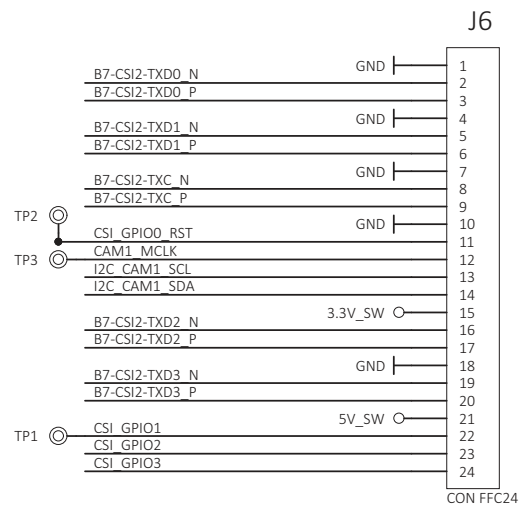 J6
GND 1
B7-CSI2-TXD0_N 2
B7-CSI2-TXD0_P 3
GND 4
B7-CSI2-TXD1_N 5
B7-CSI2-TXD1_P 6
GND 7
B7-CSI2-TXC_N 8
B7-CSI2-TXC_P 9
GND 10
TP2 CSI_GPIO0_RST 11
TP3 CAM1_MCLK 12
I2C_CAM1_SCL 13
I2C_CAM1_SDA 14
3.3V_SW 15
B7-CSI2-TXD2_N 16
B7-CSI2-TXD2_P 17
GND 18
B7-CSI2-TXD3_N 19
B7-CSI2-TXD3_P 20
5V_SW 21
TP1 CSI_GPIO1 22
CSI_GPIO2 23
CSI_GPIO3 24
CON FFC24